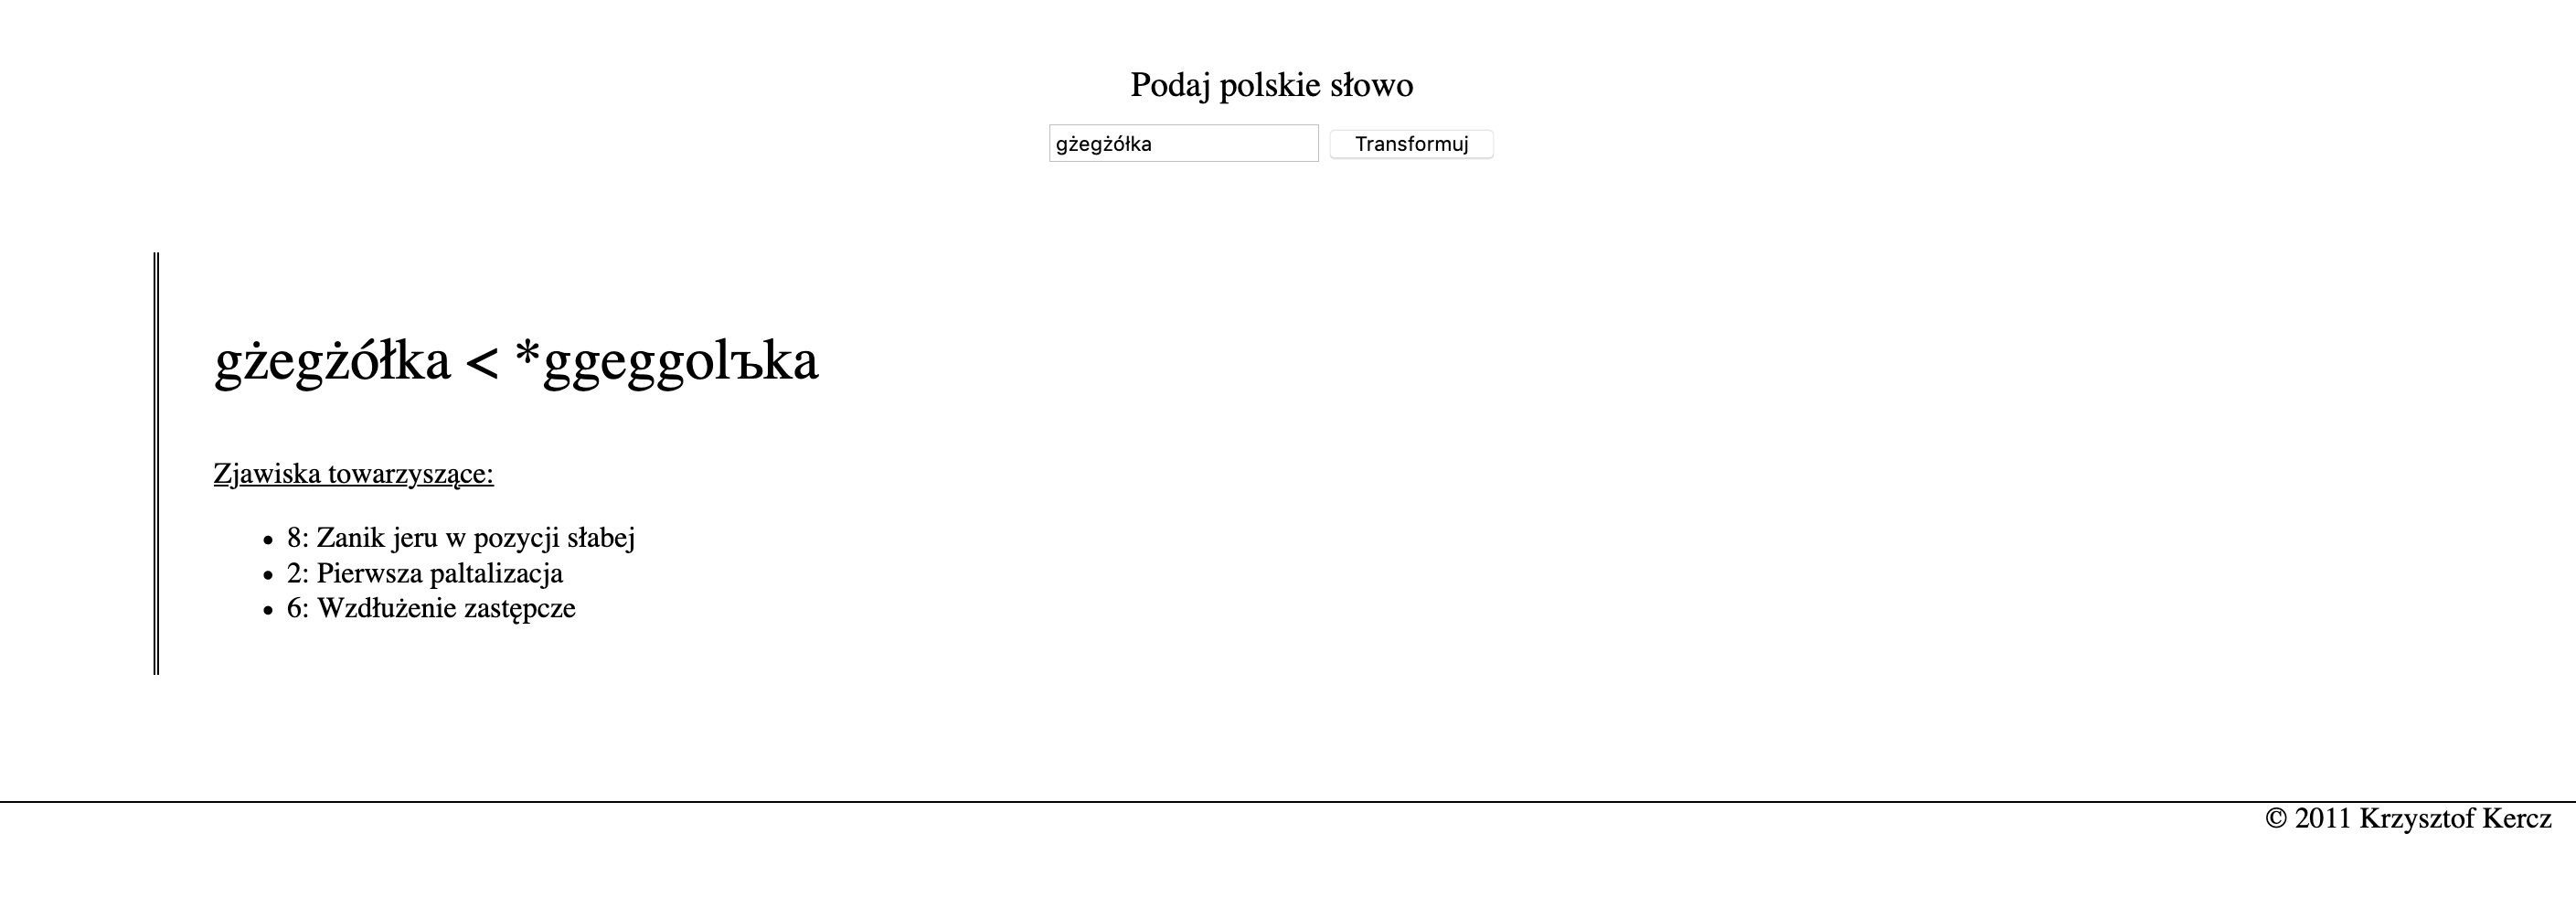 Podaj polskie słowo
gżegżółka Transformuj
gżegżółka < *ggeggolъka
Zjawiska towarzyszące:
• 8: Zanik jeru w pozycji słabej
• 2: Pierwsza paltalizacja
• 6: Wzdłużenie zastępcze
© 2011 Krzysztof Kercz